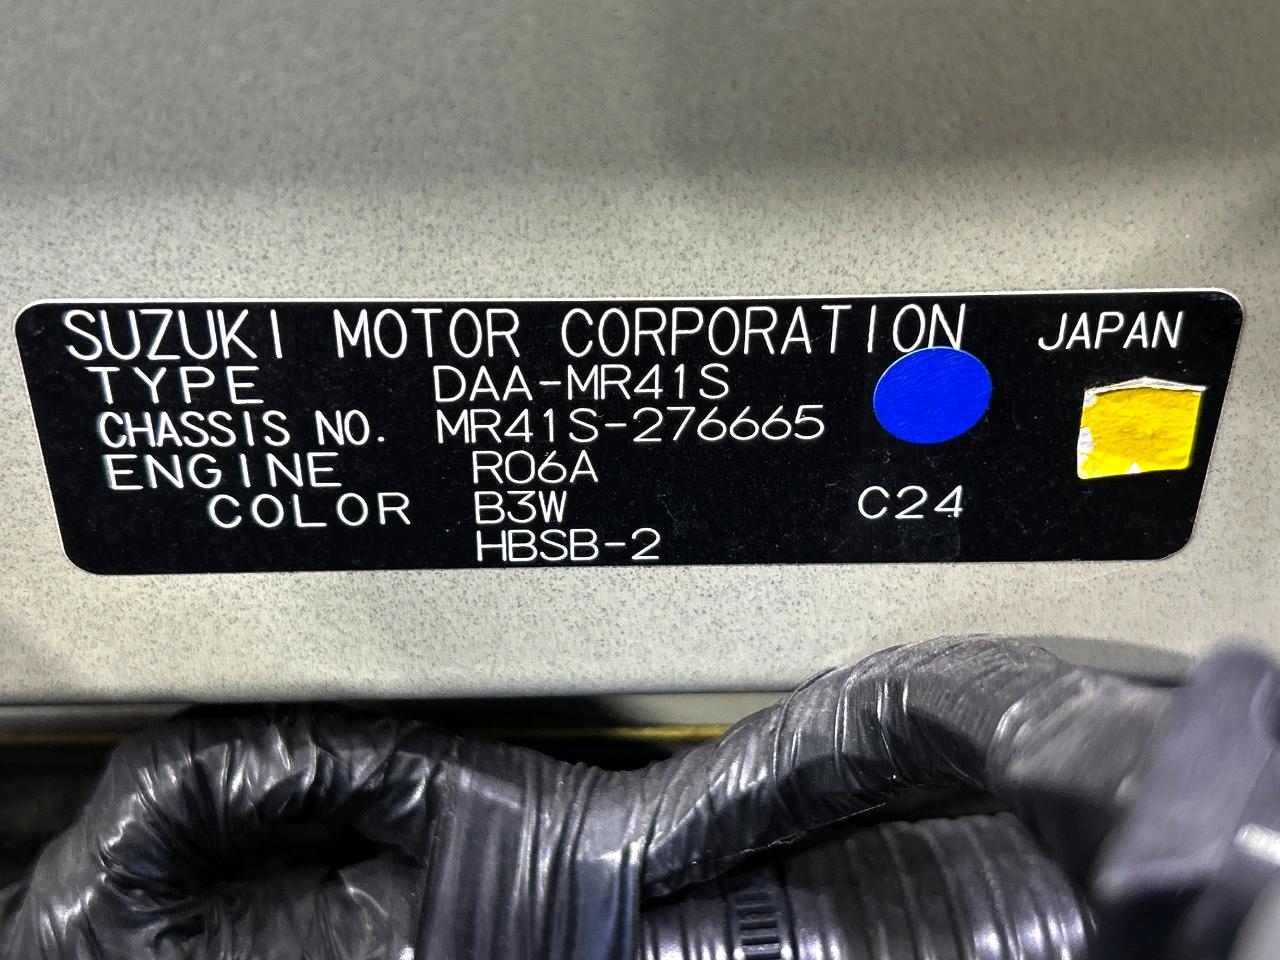 SUZUKI MOTOR CORPORATION JAPAN
TYPE DAA-MR41S
CHASSIS NO. MR41S-276665
ENGINE R06A
COLOR B3W C24
HBSB-2